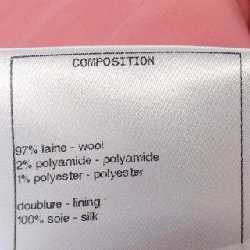 COMPOSITION
97% laine - wool
2% polyamide - polyamide
1% polyester - polyester
doublure - lining
100% soie - silk